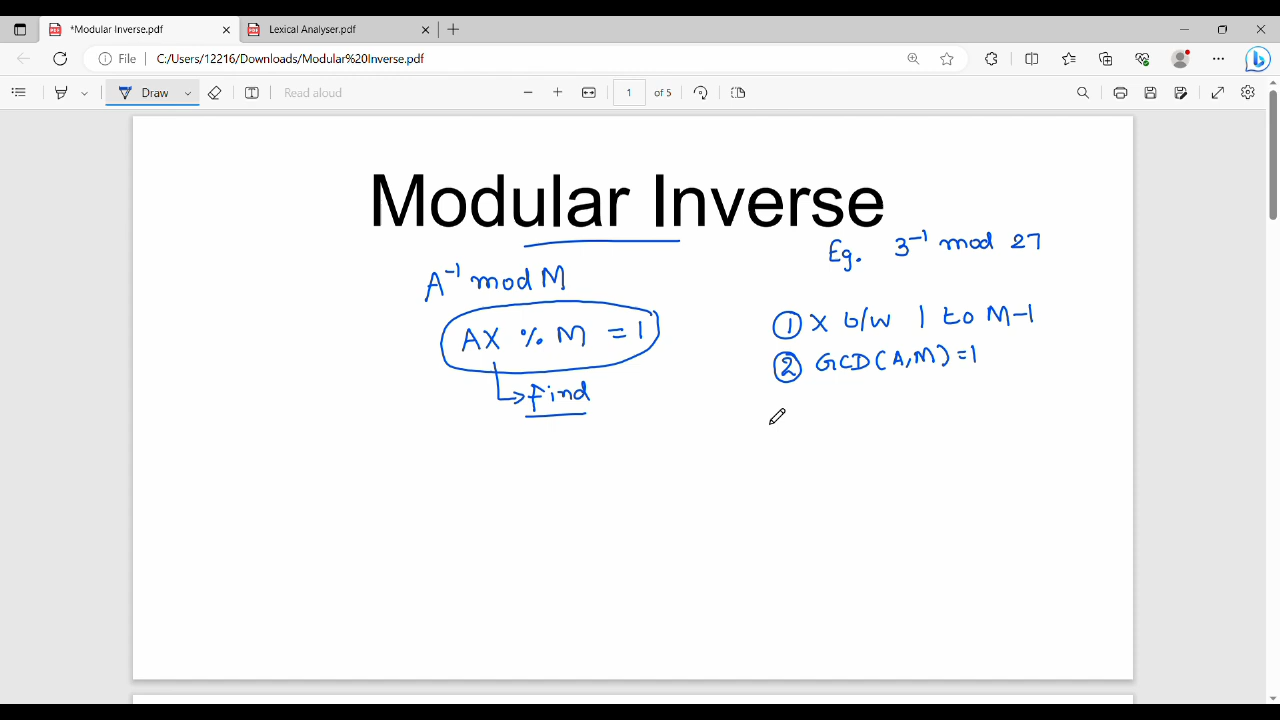 *Modular Inverse.pdf
Lexical Analyser.pdf
File
C:/Users/12216/Downloads/Modular%20Inverse.pdf
Draw
Read aloud
1
of 5
Modular Inverse
Eg. 3⁻¹ mod 27
A⁻¹ mod M
AX % M = 1
① X b/w 1 to M-1
② GCD(A,M)=1
find